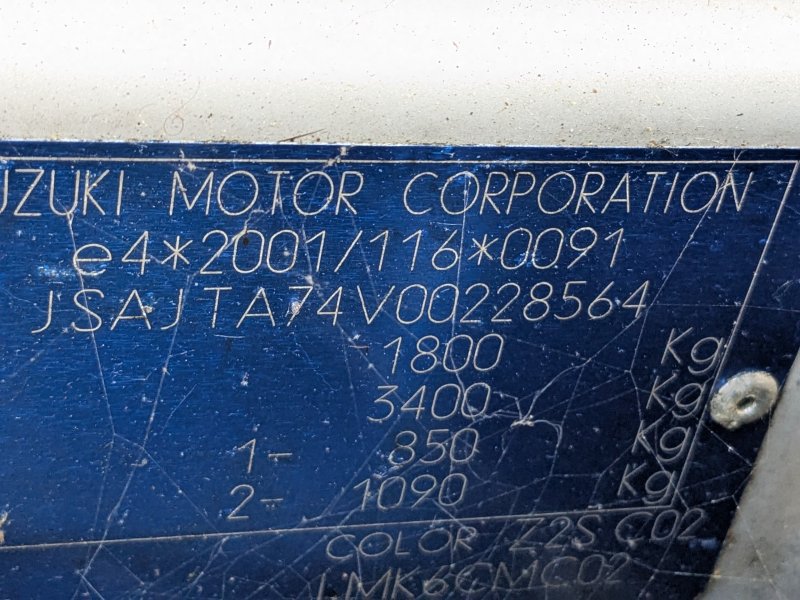 UZUKI MOTOR CORPORATION
e4*2001/116*0091
JSAJTA74V00228564
-1800 Kg
3400 Kg
1- 850 Kg
2- 1090 Kg
COLOR Z2S C02